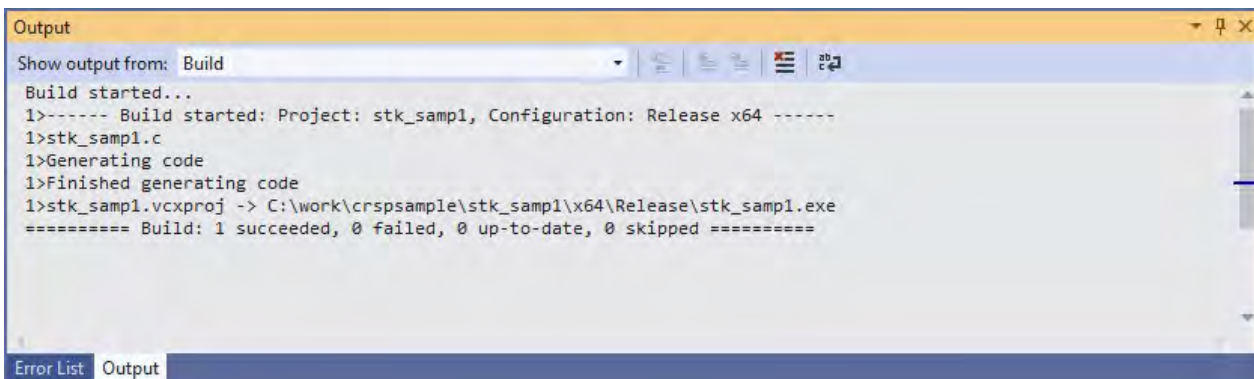 Output
Show output from: Build
Build started...
1>------ Build started: Project: stk_samp1, Configuration: Release x64 ------
1>stk_samp1.c
1>Generating code
1>Finished generating code
1>stk_samp1.vcxproj -> C:\work\crspsample\stk_samp1\x64\Release\stk_samp1.exe
========== Build: 1 succeeded, 0 failed, 0 up-to-date, 0 skipped ==========
Error List Output